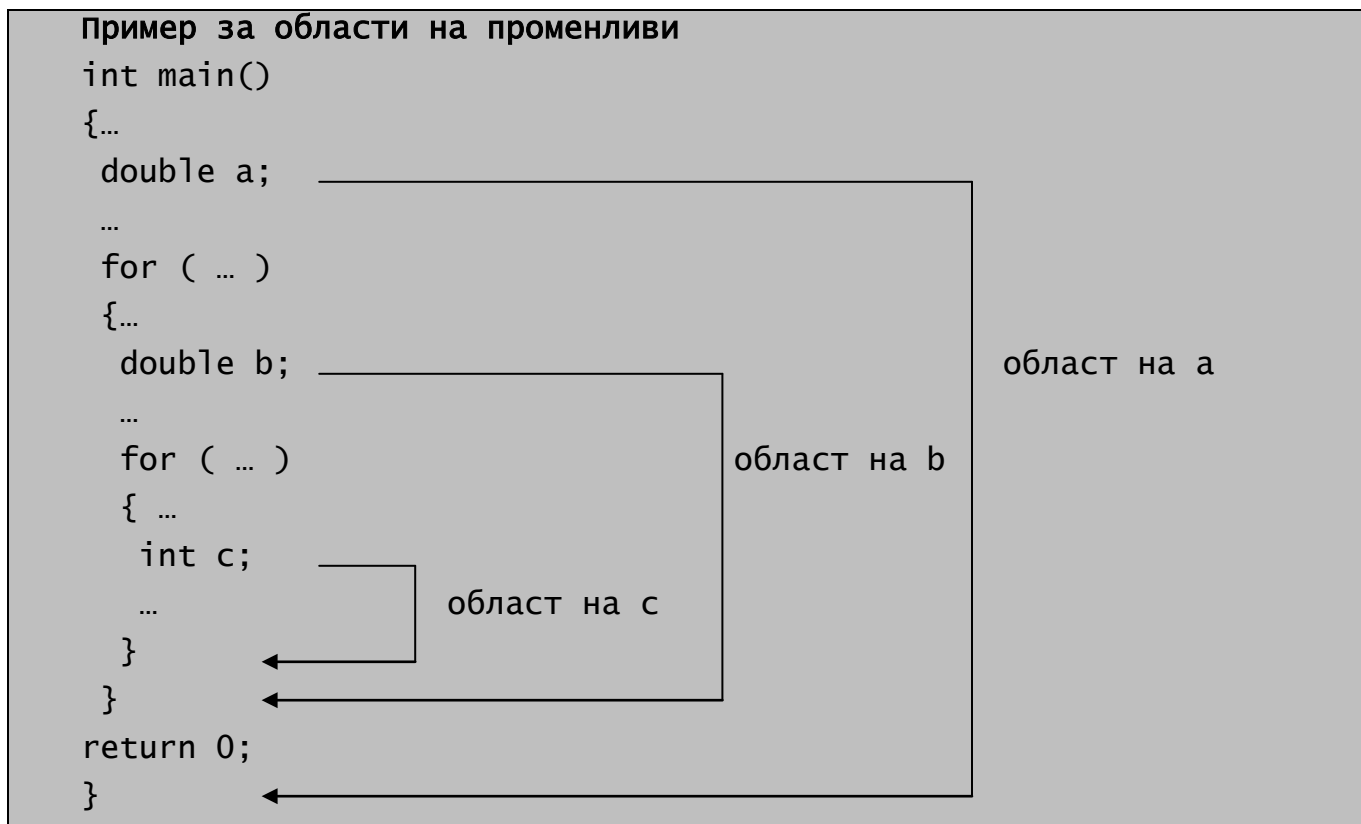 Пример за области на променливи
int main()
{…
double a;
…
for ( … )
{…
double b; област на a
…
for ( … ) област на b
{ …
int c;
… област на c
}
}
return 0;
}